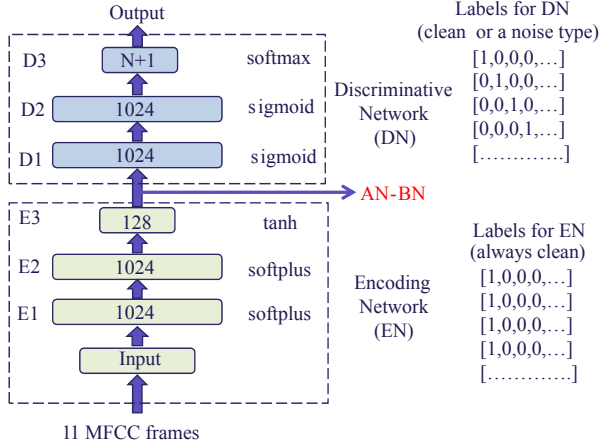 Output
D3 N+1 softmax
D2 1024 sigmoid
D1 1024 sigmoid
Discriminative
Network
(DN)
Labels for DN
(clean or a noise type)
[1,0,0,0,...]
[0,1,0,0,...]
[0,0,1,0,...]
[0,0,0,1,...]
[.............]
AN-BN
E3 128 tanh
E2 1024 softplus
E1 1024 softplus
Input
Encoding
Network
(EN)
Labels for EN
(always clean)
[1,0,0,0,...]
[1,0,0,0,...]
[1,0,0,0,...]
[1,0,0,0,...]
[.............]
11 MFCC frames